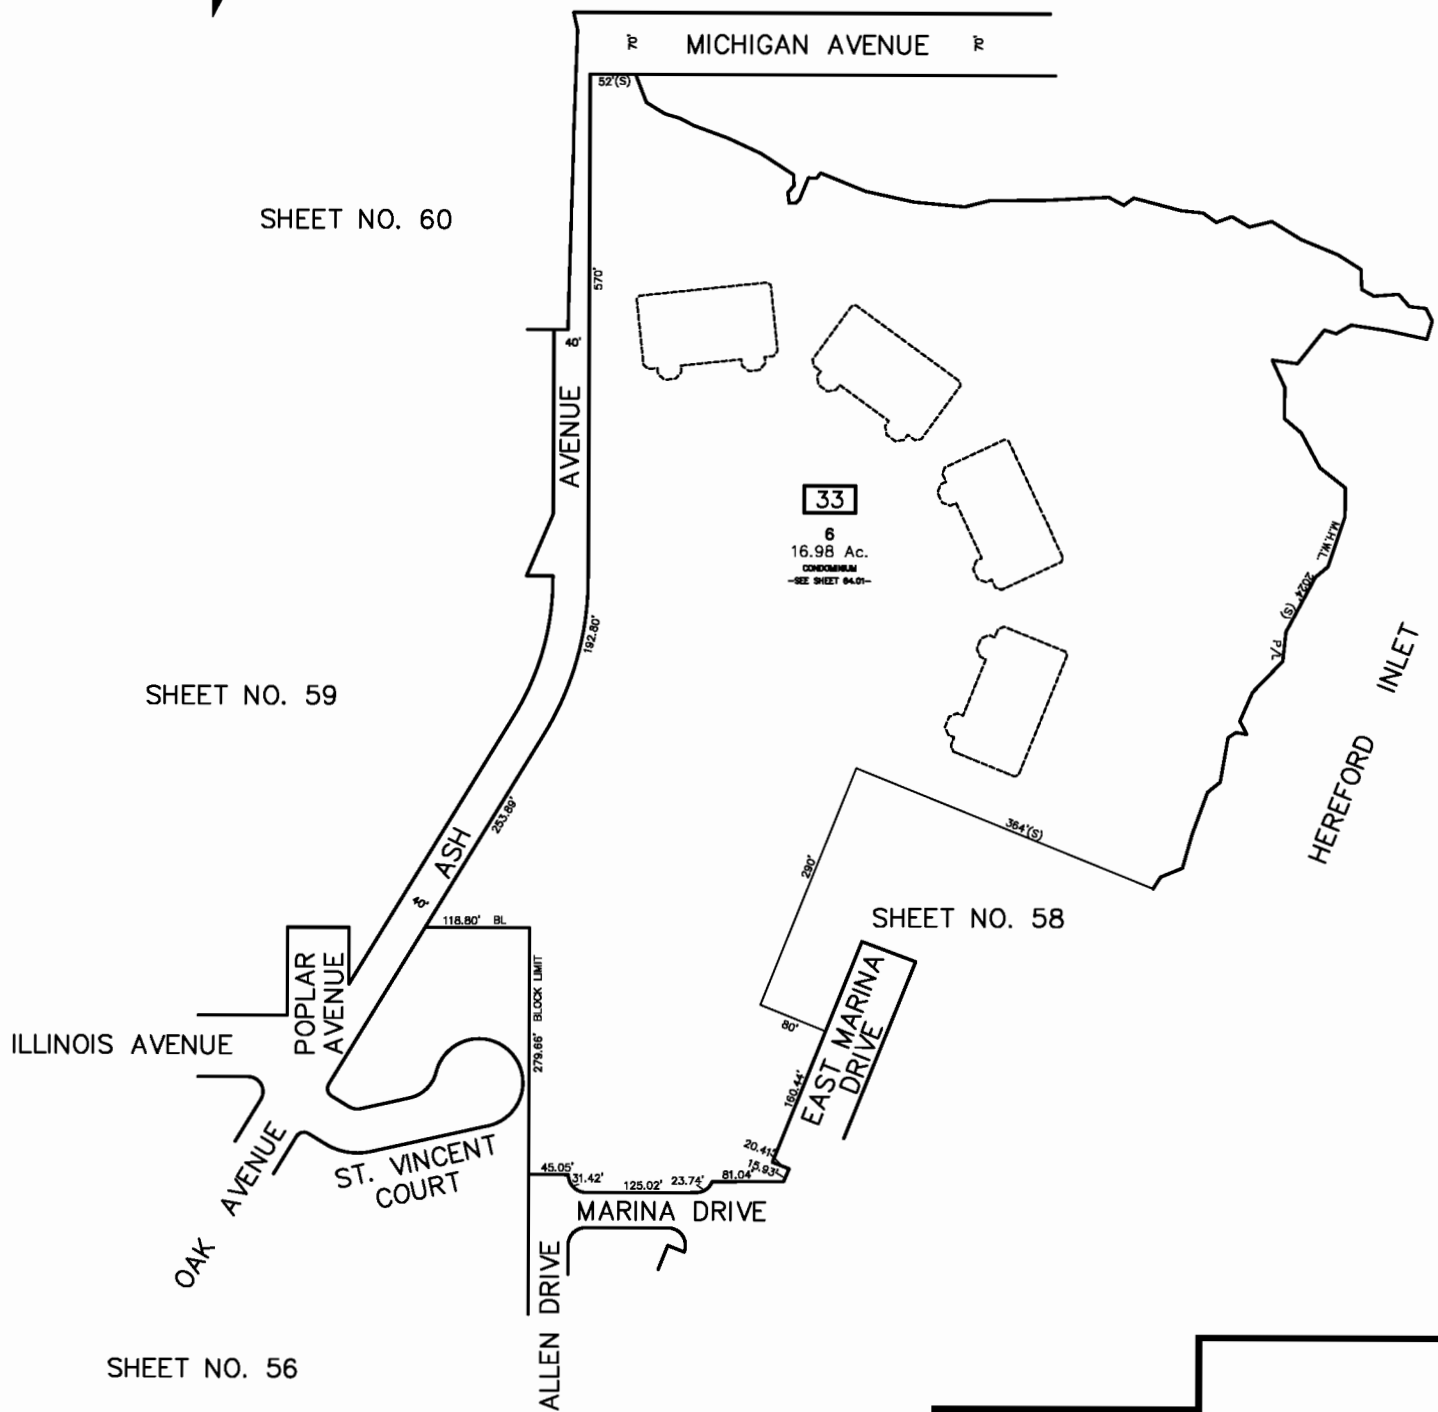 70'
MICHIGAN AVENUE
70'
52'(S)
SHEET NO. 60
570'
40'
AVENUE
33
6
16.98 Ac.
CONDOMINIUM
-SEE SHEET 64.01-
M.H.W.L. 2024' (S) P/L
HEREFORD INLET
192.80'
SHEET NO. 59
253.89'
ASH
40'
364'(S)
290'
SHEET NO. 58
118.80' BL
279.66' BLOCK LIMIT
POPLAR
AVENUE
ILLINOIS AVENUE
80'
EAST MARINA
DRIVE
160.44'
20.41'
15.93'
OAK AVENUE
ST. VINCENT
COURT
45.05'
31.42'
125.02'
23.74'
81.04'
MARINA DRIVE
ALLEN DRIVE
SHEET NO. 56